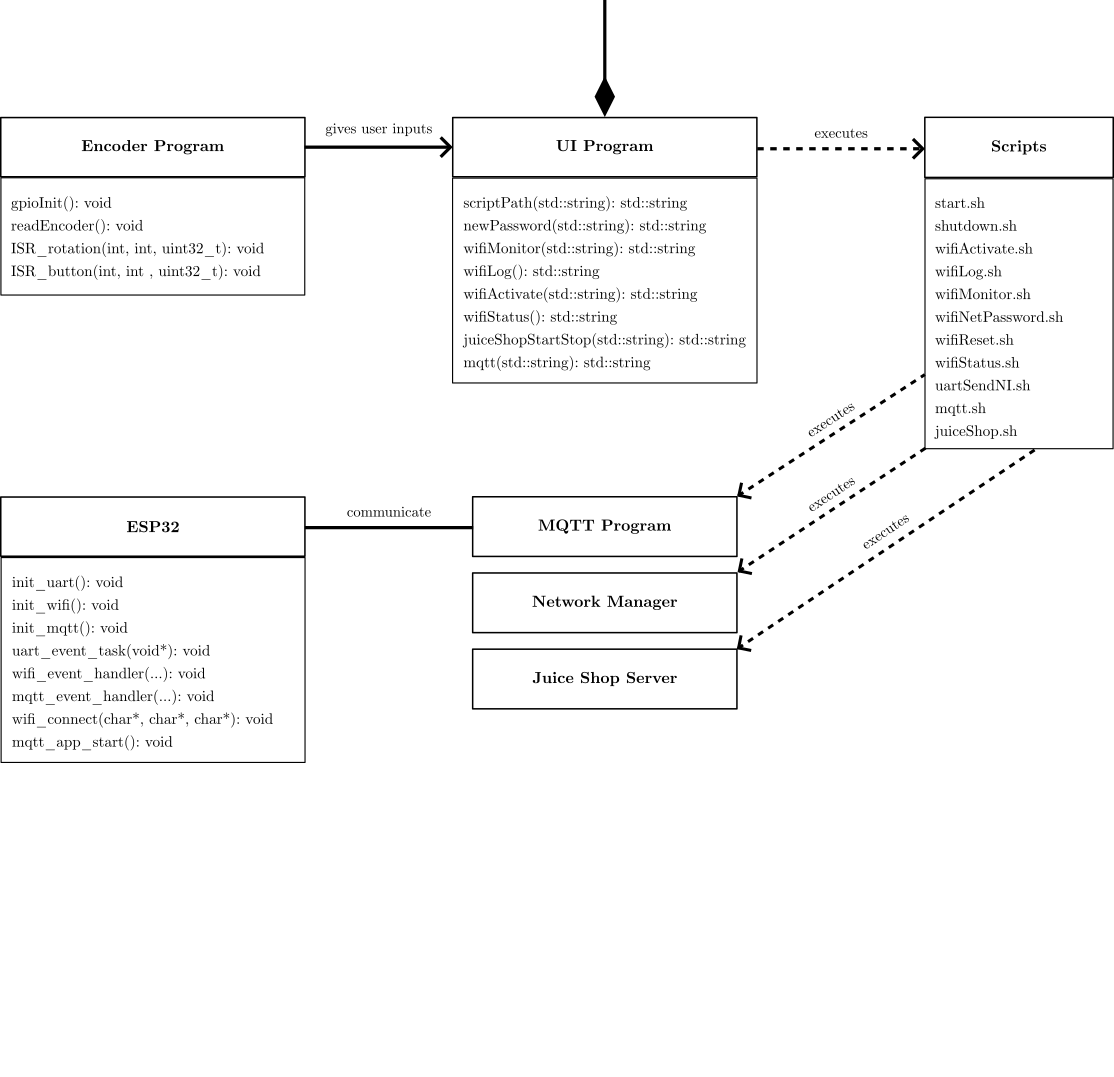 gives user inputs
executes
Encoder Program
UI Program
Scripts
gpioInit(): void
readEncoder(): void
ISR_rotation(int, int, uint32_t): void
ISR_button(int, int , uint32_t): void
scriptPath(std::string): std::string
newPassword(std::string): std::string
wifiMonitor(std::string): std::string
wifiLog(): std::string
wifiActivate(std::string): std::string
wifiStatus(): std::string
juiceShopStartStop(std::string): std::string
mqtt(std::string): std::string
start.sh
shutdown.sh
wifiActivate.sh
wifiLog.sh
wifiMonitor.sh
wifiNetPassword.sh
wifiReset.sh
wifiStatus.sh
uartSendNI.sh
mqtt.sh
juiceShop.sh
executes
executes
executes
communicate
ESP32
MQTT Program
Network Manager
Juice Shop Server
init_uart(): void
init_wifi(): void
init_mqtt(): void
uart_event_task(void*): void
wifi_event_handler(...): void
mqtt_event_handler(...): void
wifi_connect(char*, char*, char*): void
mqtt_app_start(): void